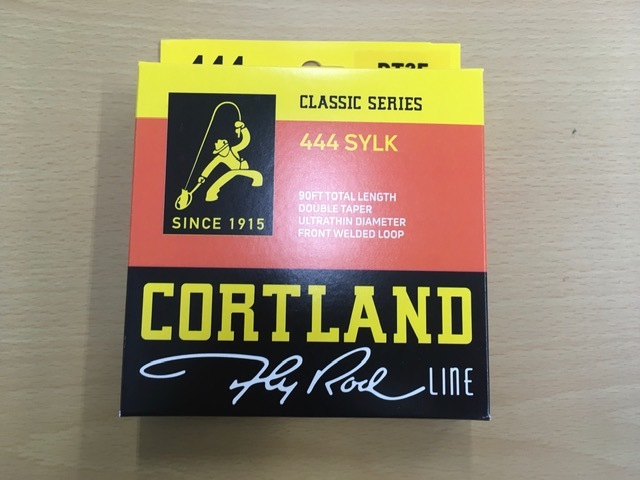 444
CLASSIC SERIES
444 SYLK
90FT TOTAL LENGTH
DOUBLE TAPER
ULTRATHIN DIAMETER
FRONT WELDED LOOP
SINCE 1915
CORTLAND
Fly Rod LINE